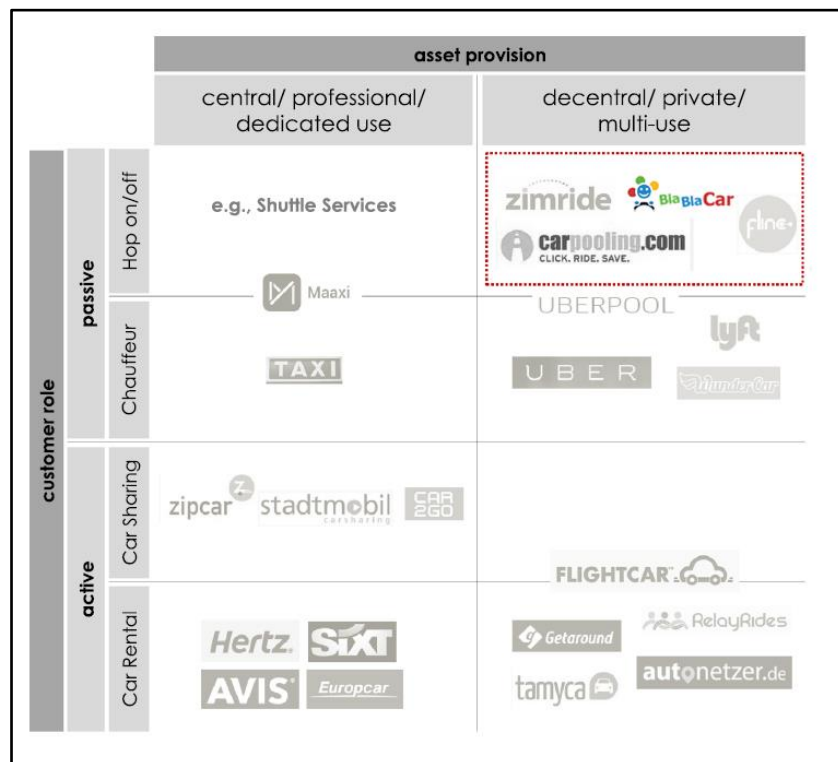 asset provision
central/ professional/
dedicated use
decentral/ private/
multi-use
customer role
passive
active
Hop on/off
Chauffeur
Car Sharing
Car Rental
e.g., Shuttle Services
zimride
BlaBlaCar
carpooling.com
CLICK. RIDE. SAVE.
flinc
Maaxi
UBERPOOL
lyft
TAXI
UBER
WunderCar
zipcar
z
stadtmobil
carsharing
CAR
2GO
FLIGHTCAR
Hertz
SiXT
AVIS
Europcar
g Getaround
RelayRides
tamyca
autonetzer.de